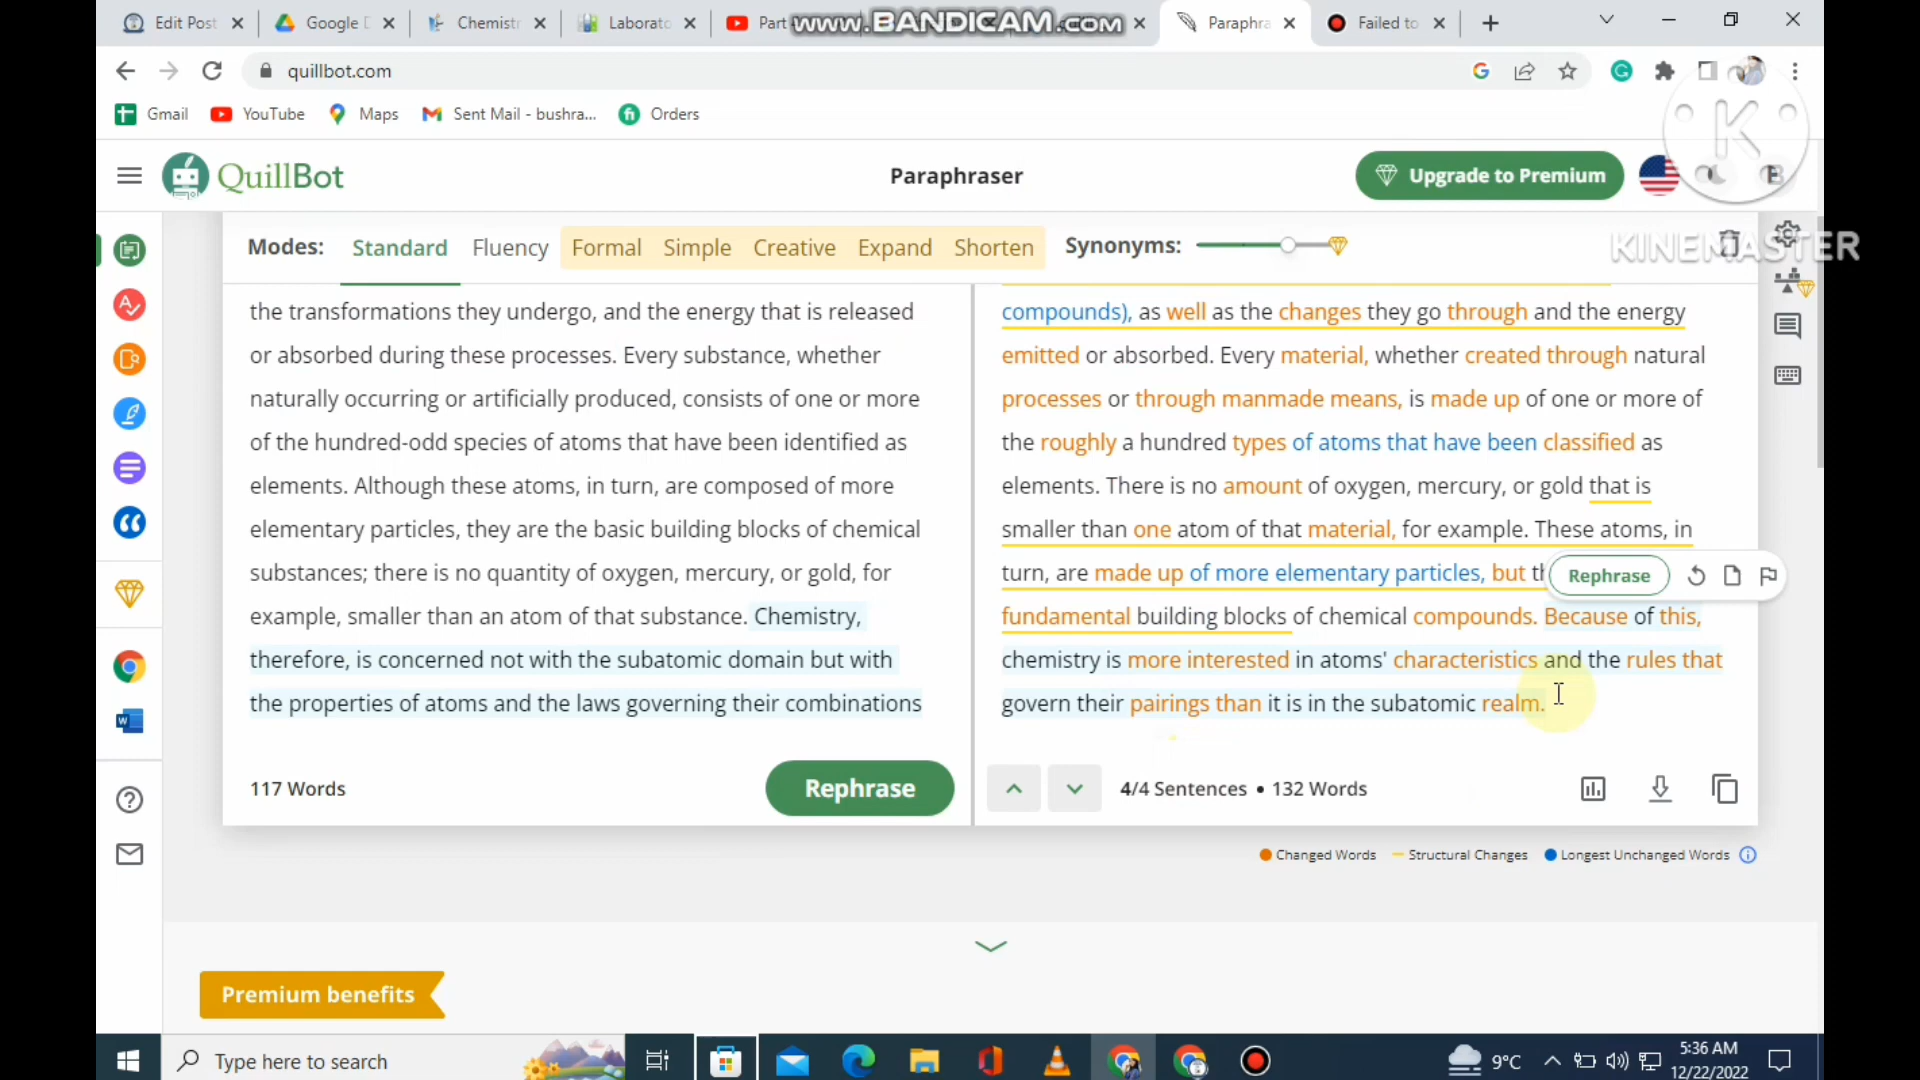 Edit Post
Google D
Chemistr
Laborato
Part
www.BANDICAM.com
Paraphra
Failed to
quillbot.com
Gmail
YouTube
Maps
Sent Mail - bushra...
Orders
QuillBot
Paraphraser
Upgrade to Premium
K
KINEMASTER
Modes:
Standard
Fluency
Formal
Simple
Creative
Expand
Shorten
Synonyms:
the transformations they undergo, and the energy that is released
or absorbed during these processes. Every substance, whether
naturally occurring or artificially produced, consists of one or more
of the hundred-odd species of atoms that have been identified as
elements. Although these atoms, in turn, are composed of more
elementary particles, they are the basic building blocks of chemical
substances; there is no quantity of oxygen, mercury, or gold, for
example, smaller than an atom of that substance. Chemistry,
therefore, is concerned not with the subatomic domain but with
the properties of atoms and the laws governing their combinations
117 Words
Rephrase
compounds), as well as the changes they go through and the energy
emitted or absorbed. Every material, whether created through natural
processes or through manmade means, is made up of one or more of
the roughly a hundred types of atoms that have been classified as
elements. There is no amount of oxygen, mercury, or gold that is
smaller than one atom of that material, for example. These atoms, in
turn, are made up of more elementary particles, but
Rephrase
fundamental building blocks of chemical compounds. Because of this,
chemistry is more interested in atoms' characteristics and the rules that
govern their pairings than it is in the subatomic realm.
4/4 Sentences • 132 Words
Changed Words
Structural Changes
Longest Unchanged Words
Premium benefits
Type here to search
9°C
5:36 AM
12/22/2022